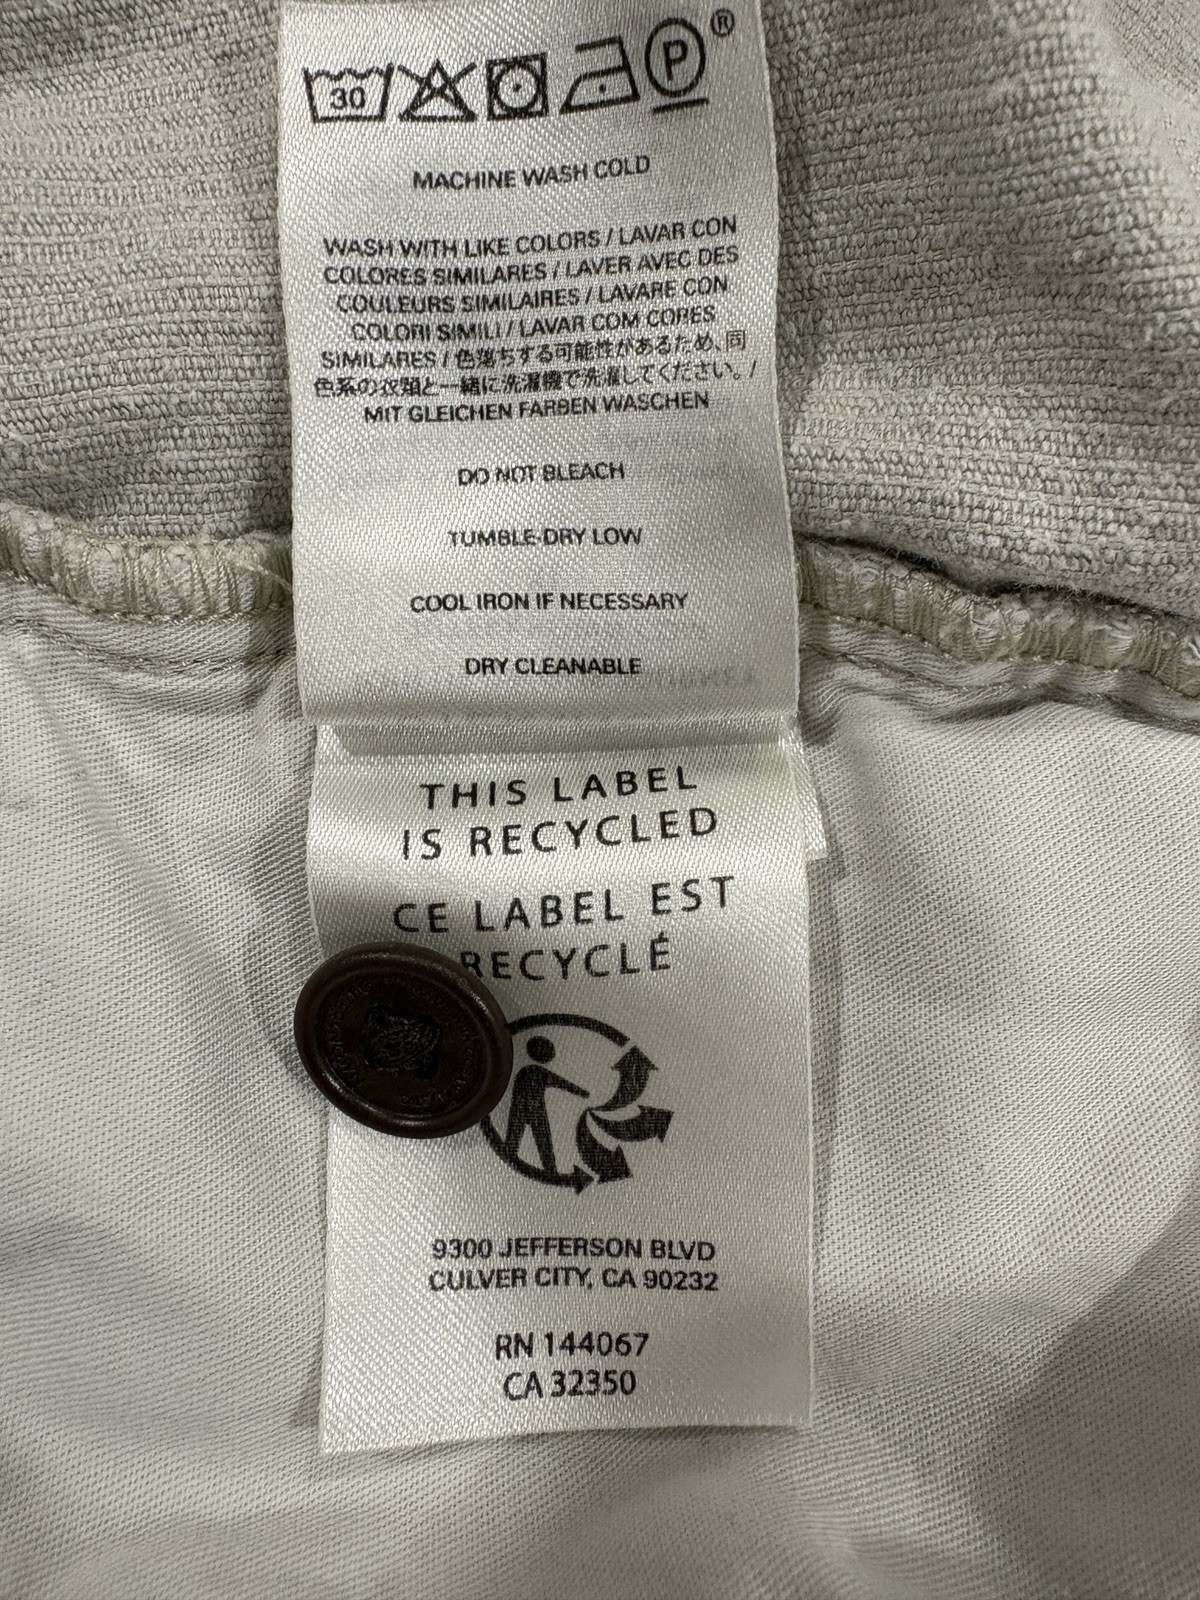 30 P ®
MACHINE WASH COLD
WASH WITH LIKE COLORS / LAVAR CON
COLORES SIMILARES / LAVER AVEC DES
COULEURS SIMILAIRES / LAVARE CON
COLORI SIMILI / LAVAR COM CORES
SIMILARES / 色落ちする可能性があるため、同
色系の衣類と一緒に洗濯機で洗濯してください。 /
MIT GLEICHEN FARBEN WASCHEN
DO NOT BLEACH
TUMBLE-DRY LOW
COOL IRON IF NECESSARY
DRY CLEANABLE
THIS LABEL
IS RECYCLED
CE LABEL EST
RECYCLÉ
9300 JEFFERSON BLVD
CULVER CITY, CA 90232
RN 144067
CA 32350